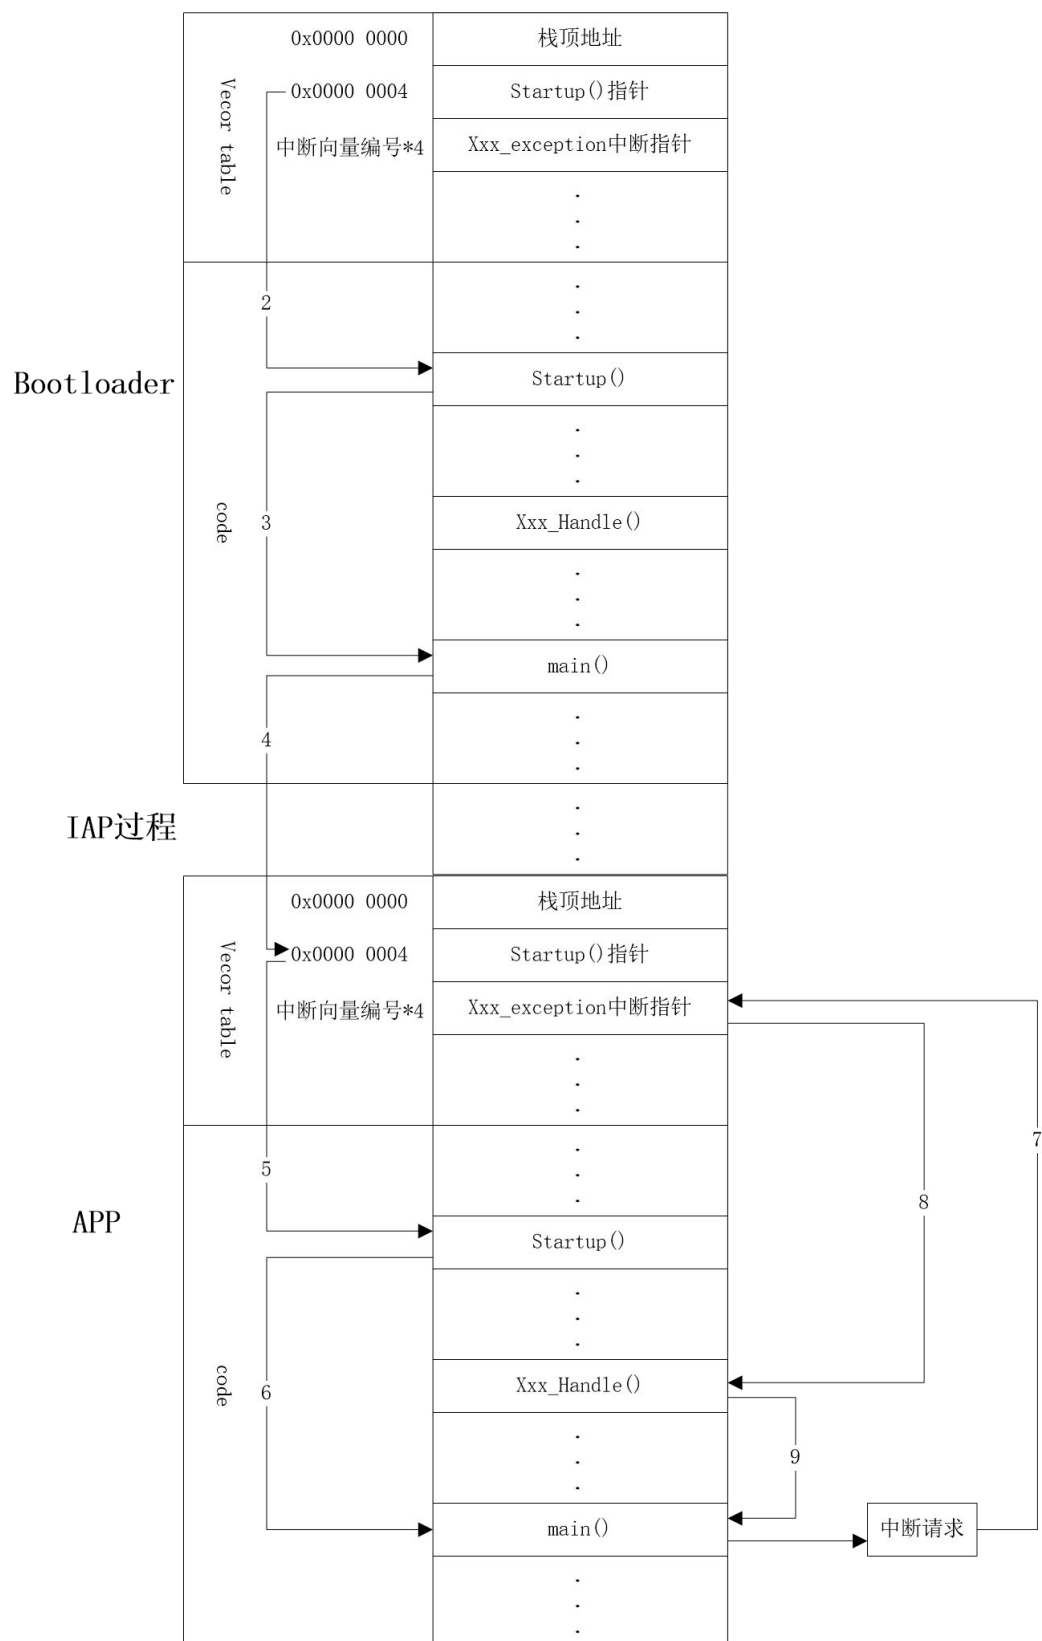 0x0000 0000
栈顶地址
Vecor table
0x0000 0004
Startup()指针
中断向量编号*4
Xxx_exception中断指针
2
Bootloader
Startup()
code
3
Xxx_Handle()
main()
4
IAP过程
0x0000 0000
栈顶地址
Vecor table
0x0000 0004
Startup()指针
中断向量编号*4
Xxx_exception中断指针
7
5
8
APP
Startup()
code
6
Xxx_Handle()
9
main()
中断请求